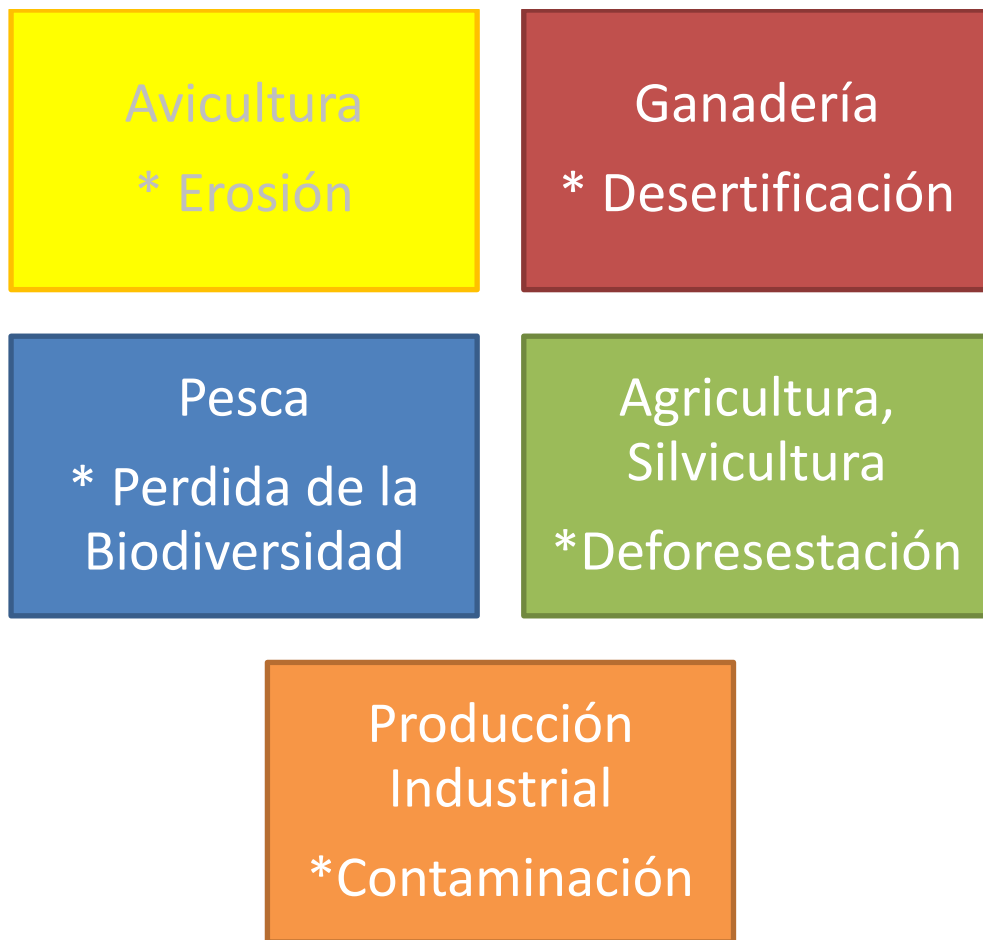 Avicultura
* Erosión
Ganadería
* Desertificación
Pesca
* Perdida de la
Biodiversidad
Agricultura,
Silvicultura
*Deforesestación
Producción
Industrial
*Contaminación